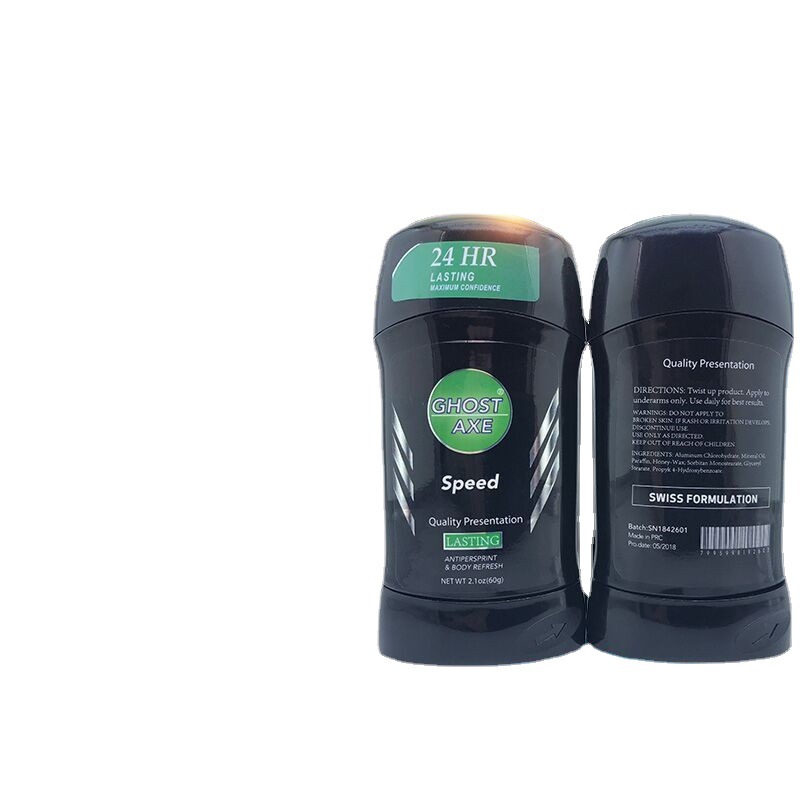 24 HR
LASTING
MAXIMUM CONFIDENCE
GHOST ®
AXE
Speed
Quality Presentation
LASTING
ANTIPERSPRINT
& BODY REFRESH
NET WT 2.1oz(60g)
Quality Presentation
DIRECTIONS: Twist up product. Apply to
underarms only. Use daily for best results.
WARNINGS: DO NOT APPLY TO
BROKEN SKIN. IF RASH OR IRRITATION DEVELOPS,
DISCONTINUE USE.
USE ONLY AS DIRECTED.
KEEP OUT OF REACH OF CHILDREN
INGREDIENTS: Aluminum Chlorohydrate, Mineral Oil,
Paraffin, Heney-Wax, Sorbitan Monostearate, Glyceryl
Stearate, Propyk 4-Hydroxybenzoate.
SWISS FORMULATION
Batch:SN1842601
Made in PRC
Pro.date: 05/2018